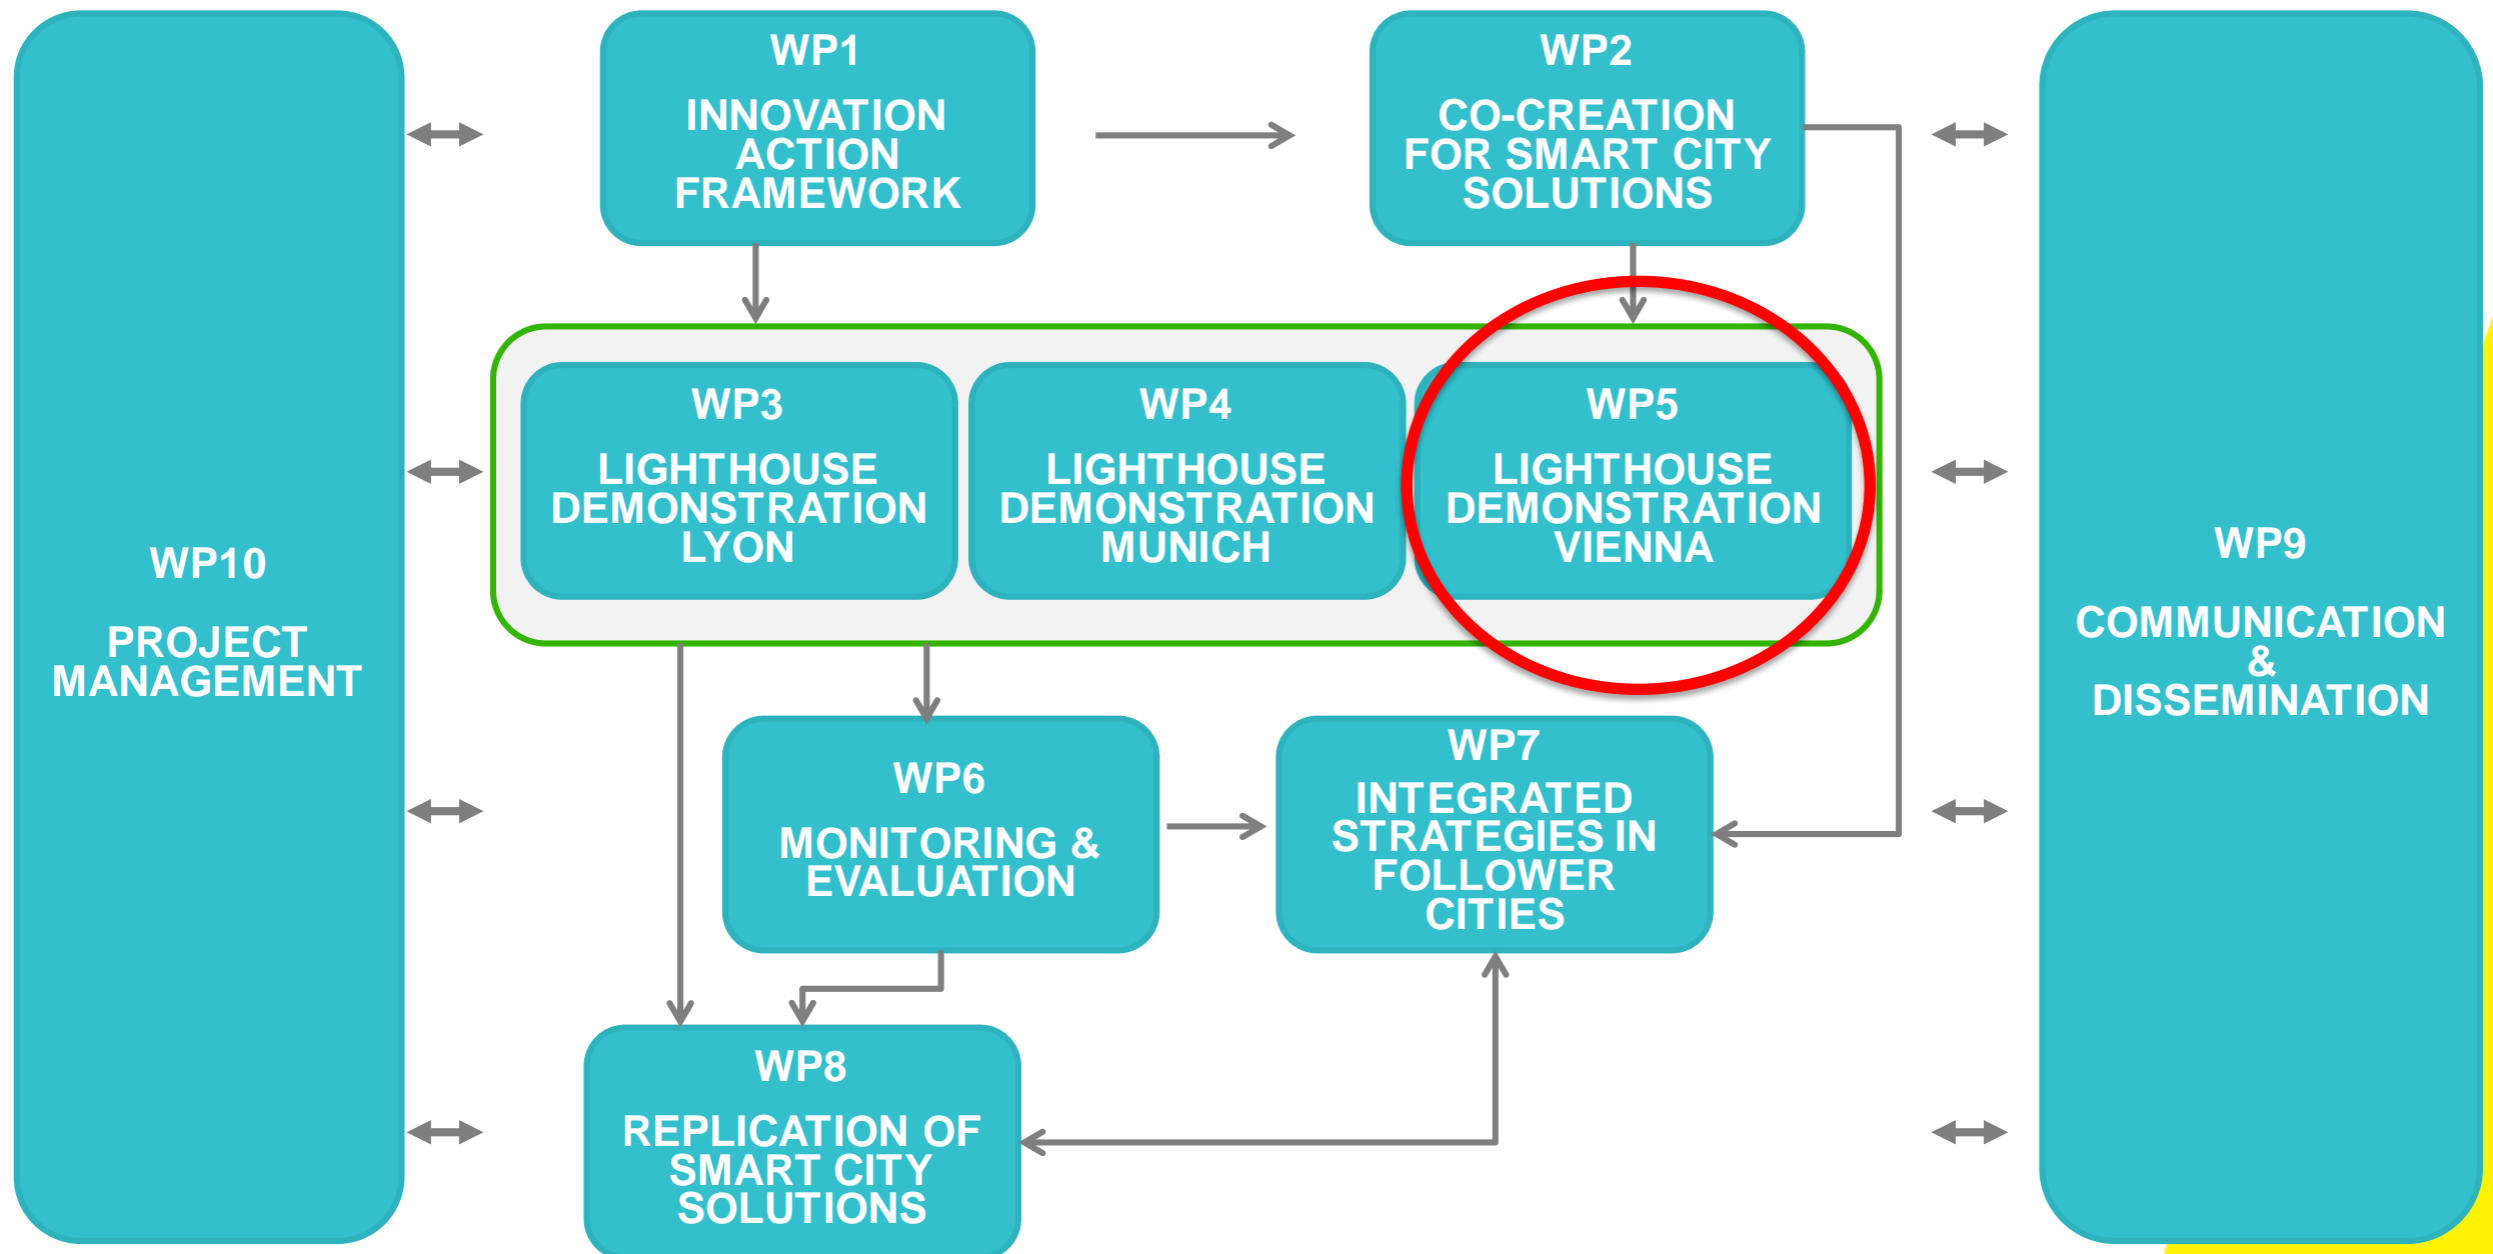 WP1
INNOVATION
ACTION
FRAMEWORK
WP2
CO-CREATION
FOR SMART CITY
SOLUTIONS
WP3
LIGHTHOUSE
DEMONSTRATION
LYON
WP4
LIGHTHOUSE
DEMONSTRATION
MUNICH
WP5
LIGHTHOUSE
DEMONSTRATION
VIENNA
WP10
PROJECT
MANAGEMENT
WP9
COMMUNICATION
&
DISSEMINATION
WP6
MONITORING &
EVALUATION
WP7
INTEGRATED
STRATEGIES IN
FOLLOWER
CITIES
WP8
REPLICATION OF
SMART CITY
SOLUTIONS